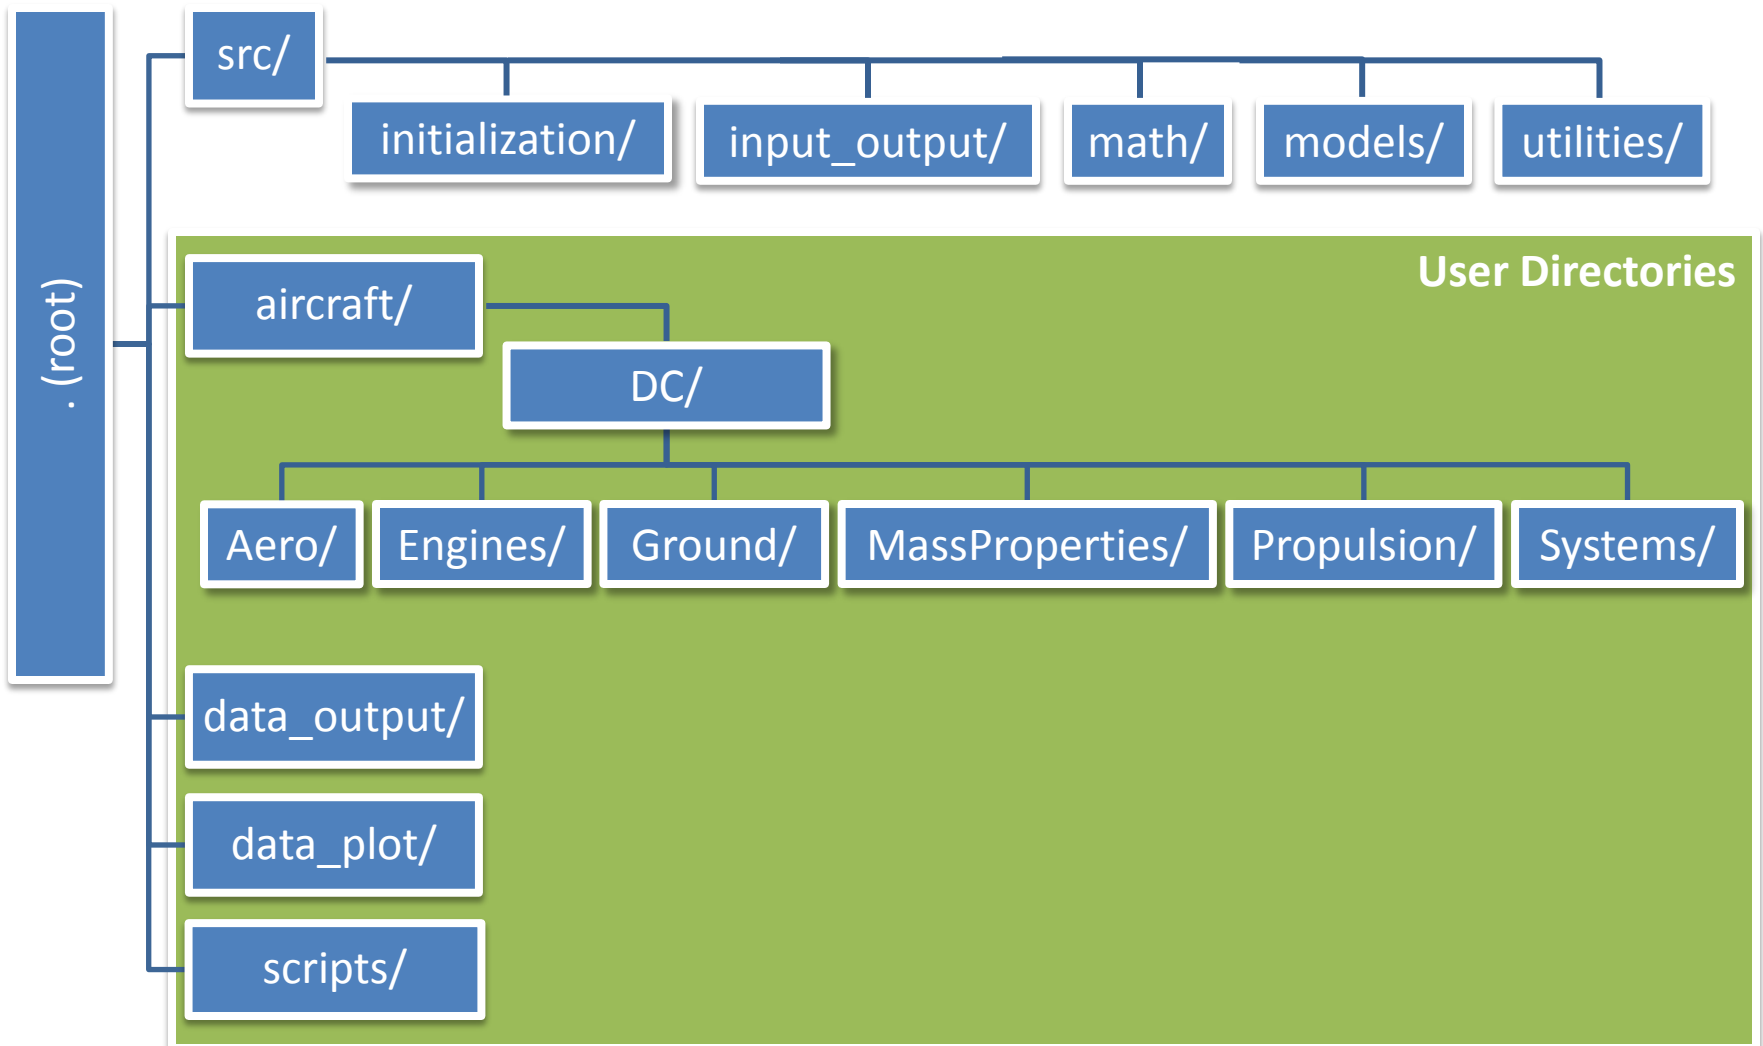 . (root)
src/
initialization/
input_output/
math/
models/
utilities/
User Directories
aircraft/
DC/
Aero/
Engines/
Ground/
MassProperties/
Propulsion/
Systems/
data_output/
data_plot/
scripts/